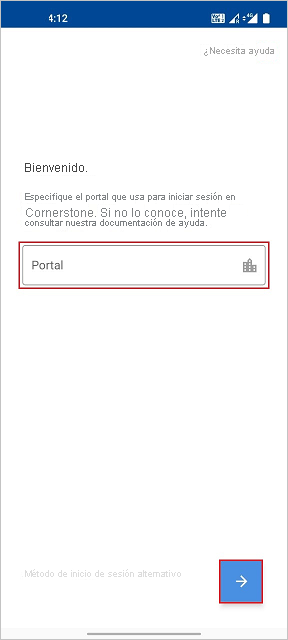 4:12
¿Necesita ayuda
Bienvenido.
Especifique el portal que usa para iniciar sesión en
Cornerstone. Si no lo conoce, intente
consultar nuestra documentación de ayuda.
Portal
Método de inicio de sesión alternativo